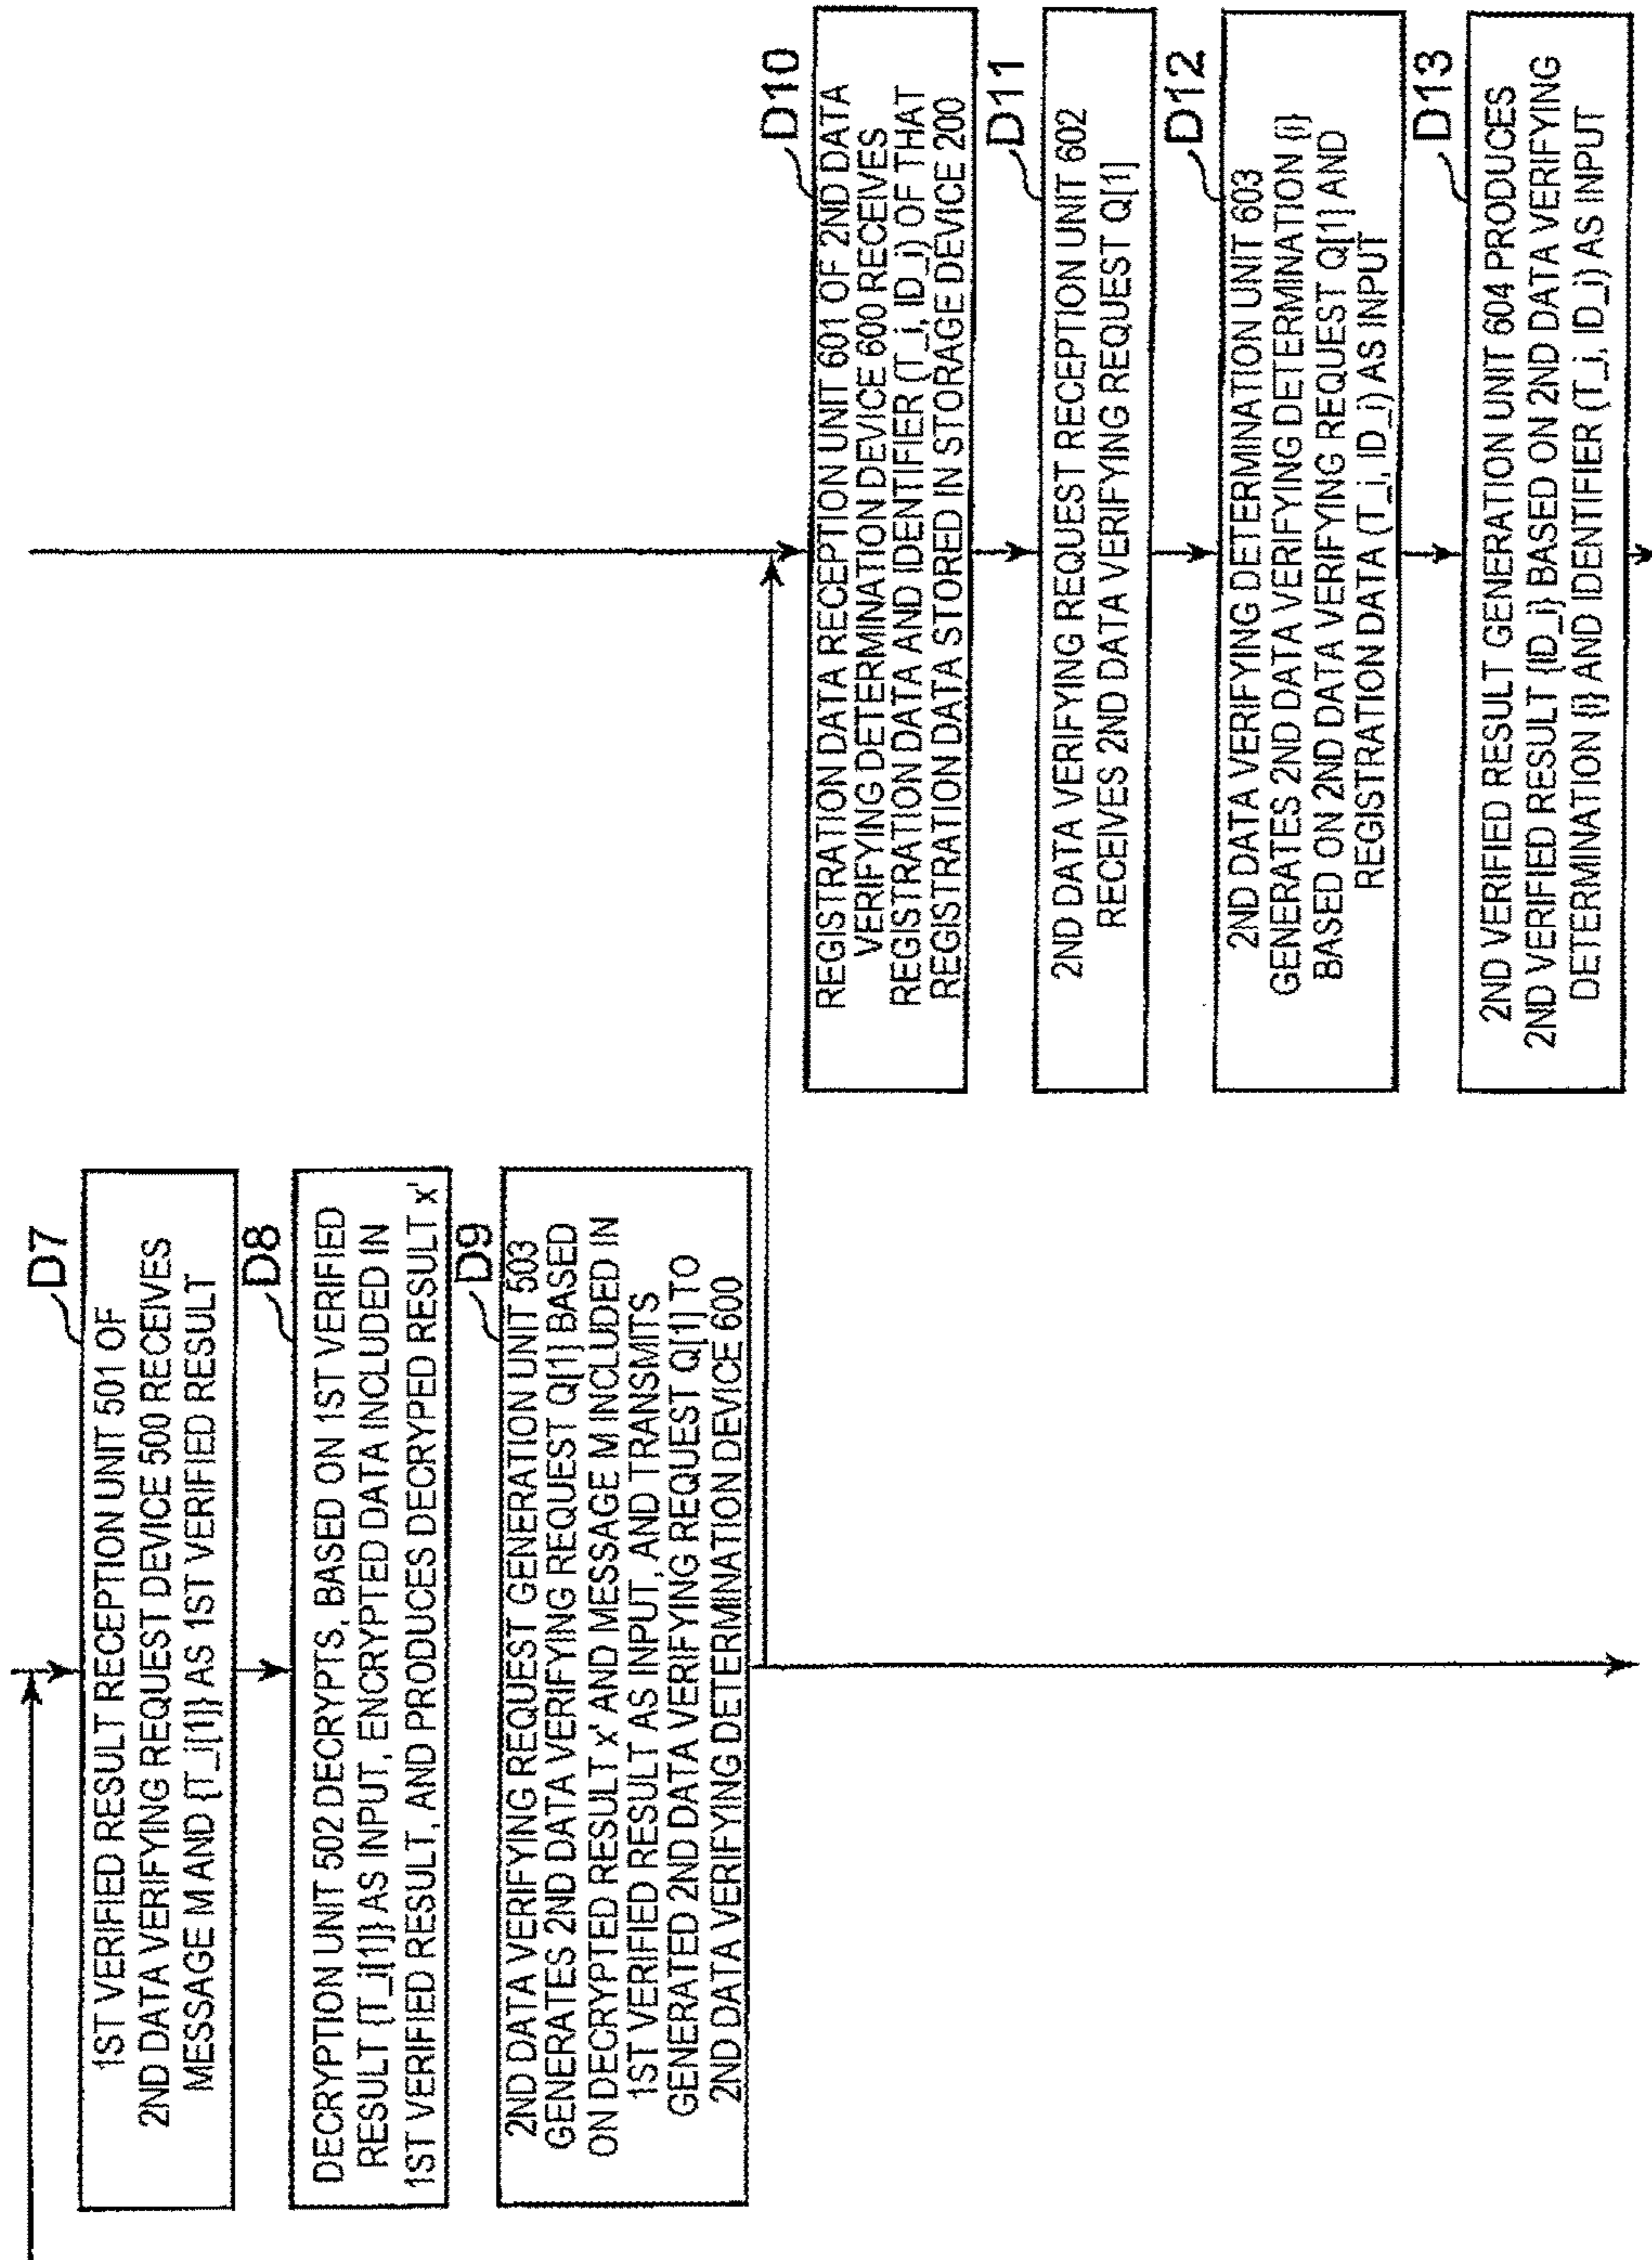 D7
1ST VERIFIED RESULT RECEPTION UNIT 501 OF
2ND DATA VERIFYING REQUEST DEVICE 500 RECEIVES
MESSAGE M AND {T_i[1]} AS 1ST VERIFIED RESULT
D8
DECRYPTION UNIT 502 DECRYPTS, BASED ON 1ST VERIFIED
RESULT {T_i[1]} AS INPUT, ENCRYPTED DATA INCLUDED IN
1ST VERIFIED RESULT, AND PRODUCES DECRYPED RESULT x'
D9
2ND DATA VERIFYING REQUEST GENERATION UNIT 503
GENERATES 2ND DATA VERIFYING REQUEST Q[1] BASED
ON DECRYPTED RESULT x' AND MESSAGE M INCLUDED IN
1ST VERIFIED RESULT AS INPUT, AND TRANSMITS
GENERATED 2ND DATA VERIFYING REQUEST Q[1] TO
2ND DATA VERIFYING DETERMINATION DEVICE 600
D10
REGISTRATION DATA RECEPTION UNIT 601 OF 2ND DATA
VERIFYING DETERMINATION DEVICE 600 RECEIVES
REGISTRATION DATA AND IDENTIFIER (T_i, ID_i) OF THAT
REGISTRATION DATA STORED IN STORAGE DEVICE 200
D11
2ND DATA VERIFYING REQUEST RECEPTION UNIT 602
RECEIVES 2ND DATA VERIFYING REQUEST Q[1]
D12
2ND DATA VERIFYING DETERMINATION UNIT 603
GENERATES 2ND DATA VERIFYING DETERMINATION {i}
BASED ON 2ND DATA VERIFYING REQUEST Q[1] AND
REGISTRATION DATA (T_i, ID_i) AS INPUT
D13
2ND VERIFIED RESULT GENERATION UNIT 604 PRODUCES
2ND VERIFIED RESULT {ID_i} BASED ON 2ND DATA VERIFYING
DETERMINATION {i} AND IDENTIFIER (T_i, ID_i) AS INPUT